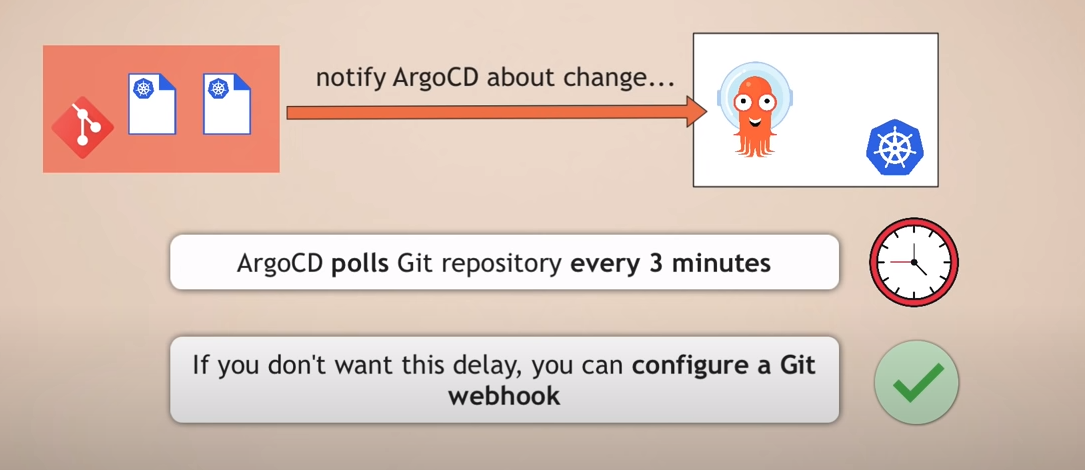 notify ArgoCD about change...
ArgoCD polls Git repository every 3 minutes
If you don't want this delay, you can configure a Git
webhook